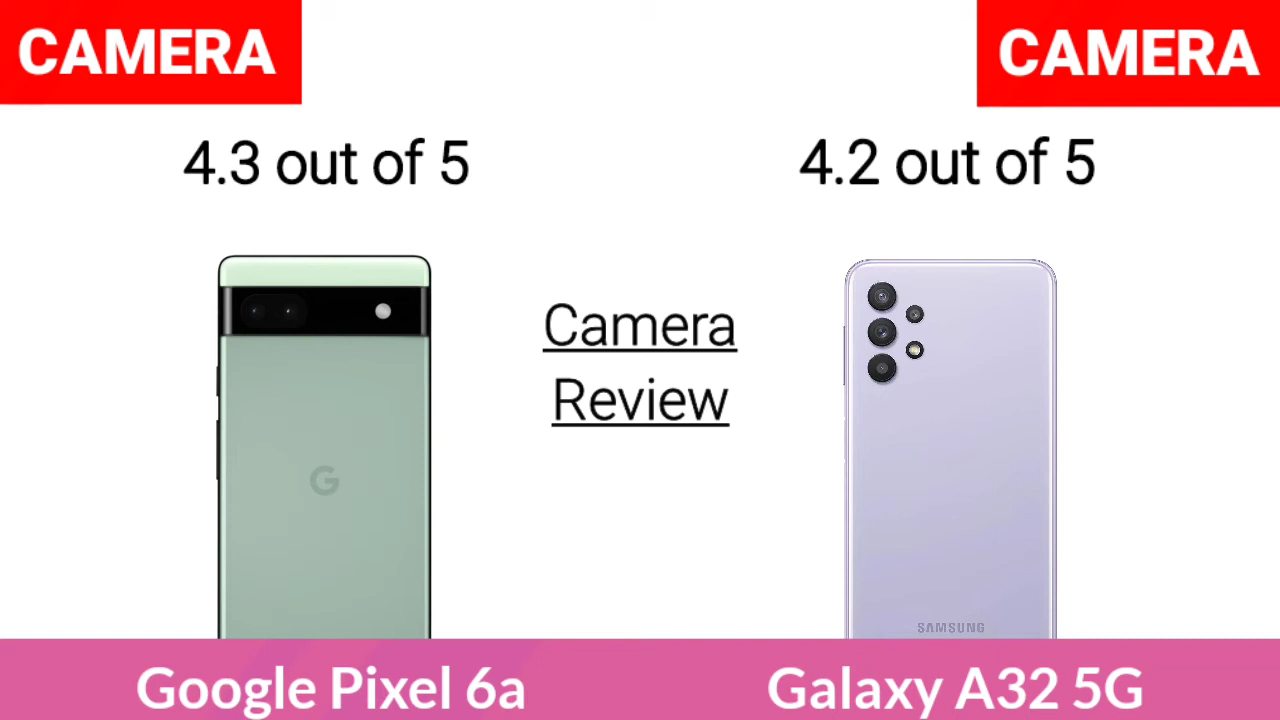 CAMERA
CAMERA
4.3 out of 5
4.2 out of 5
Camera
Review
G
SAMSUNG
Google Pixel 6a
Galaxy A32 5G